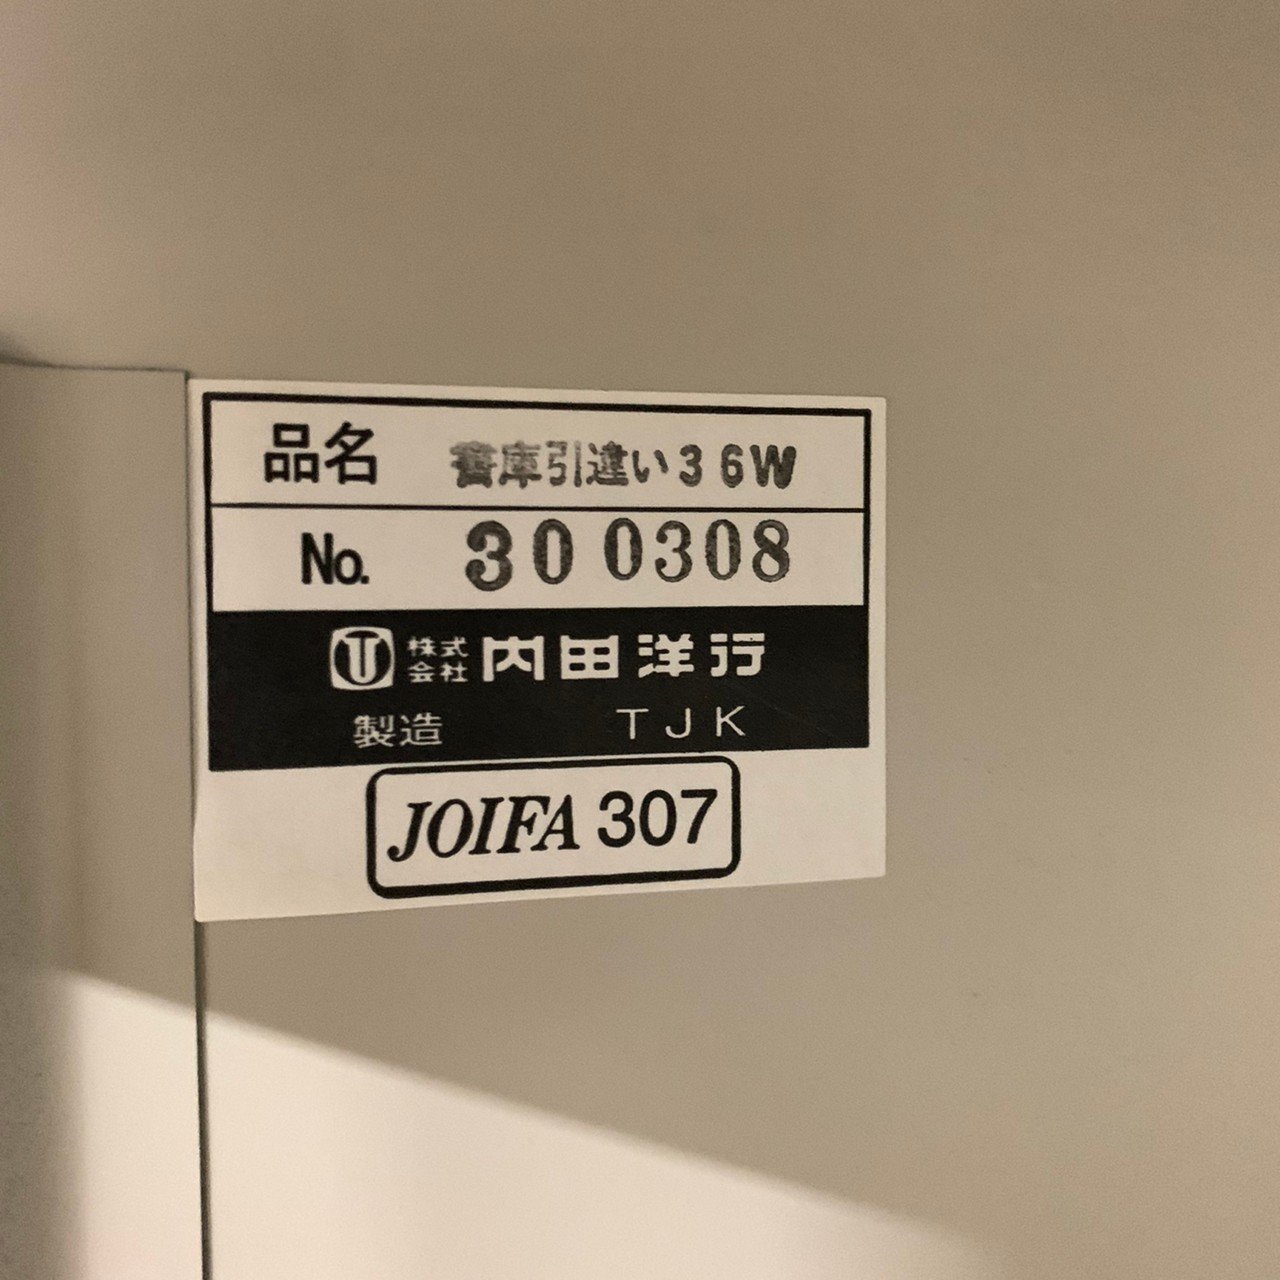 品名 書庫引違い36W
No. 300308
株式会社 内田洋行
製造 TJK
JOIFA 307